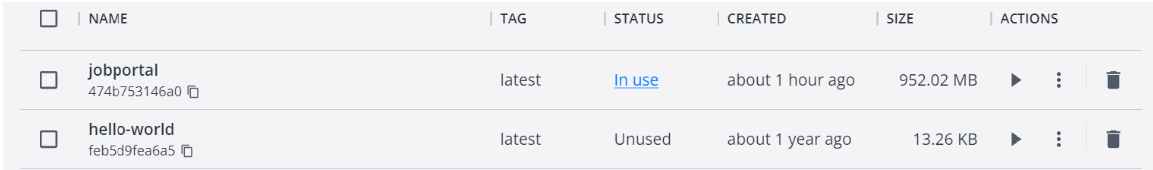 NAME TAG STATUS CREATED SIZE ACTIONS
jobportal
474b753146a0
latest In use about 1 hour ago 952.02 MB
hello-world
feb5d9fea6a5
latest Unused about 1 year ago 13.26 KB